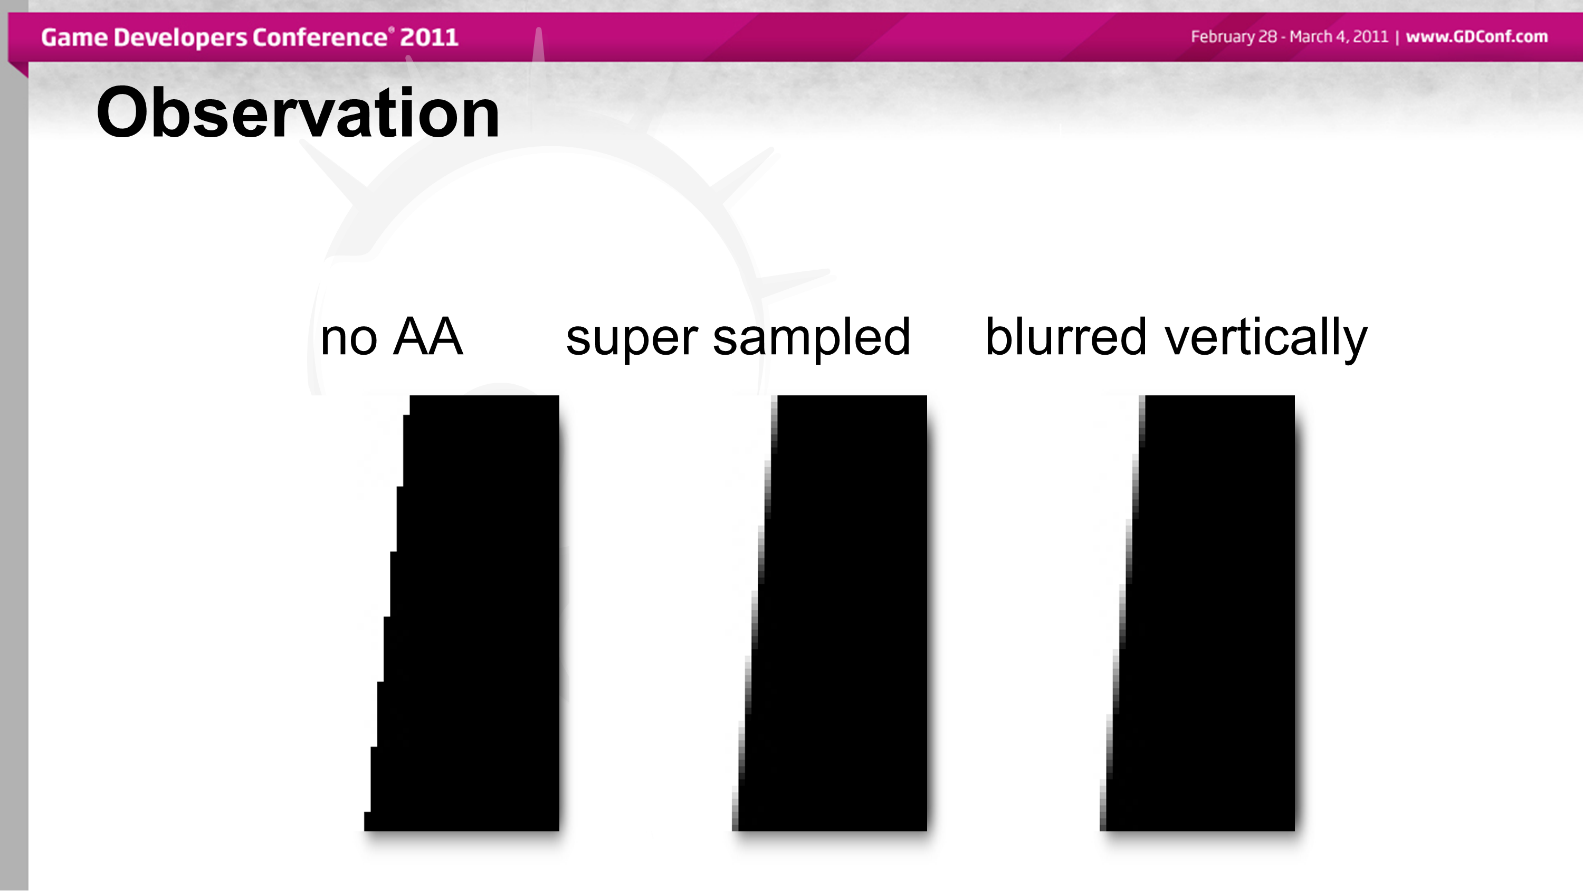 Game Developers Conference® 2011
February 28 - March 4, 2011 | www.GDConf.com
Observation
no AA super sampled blurred vertically